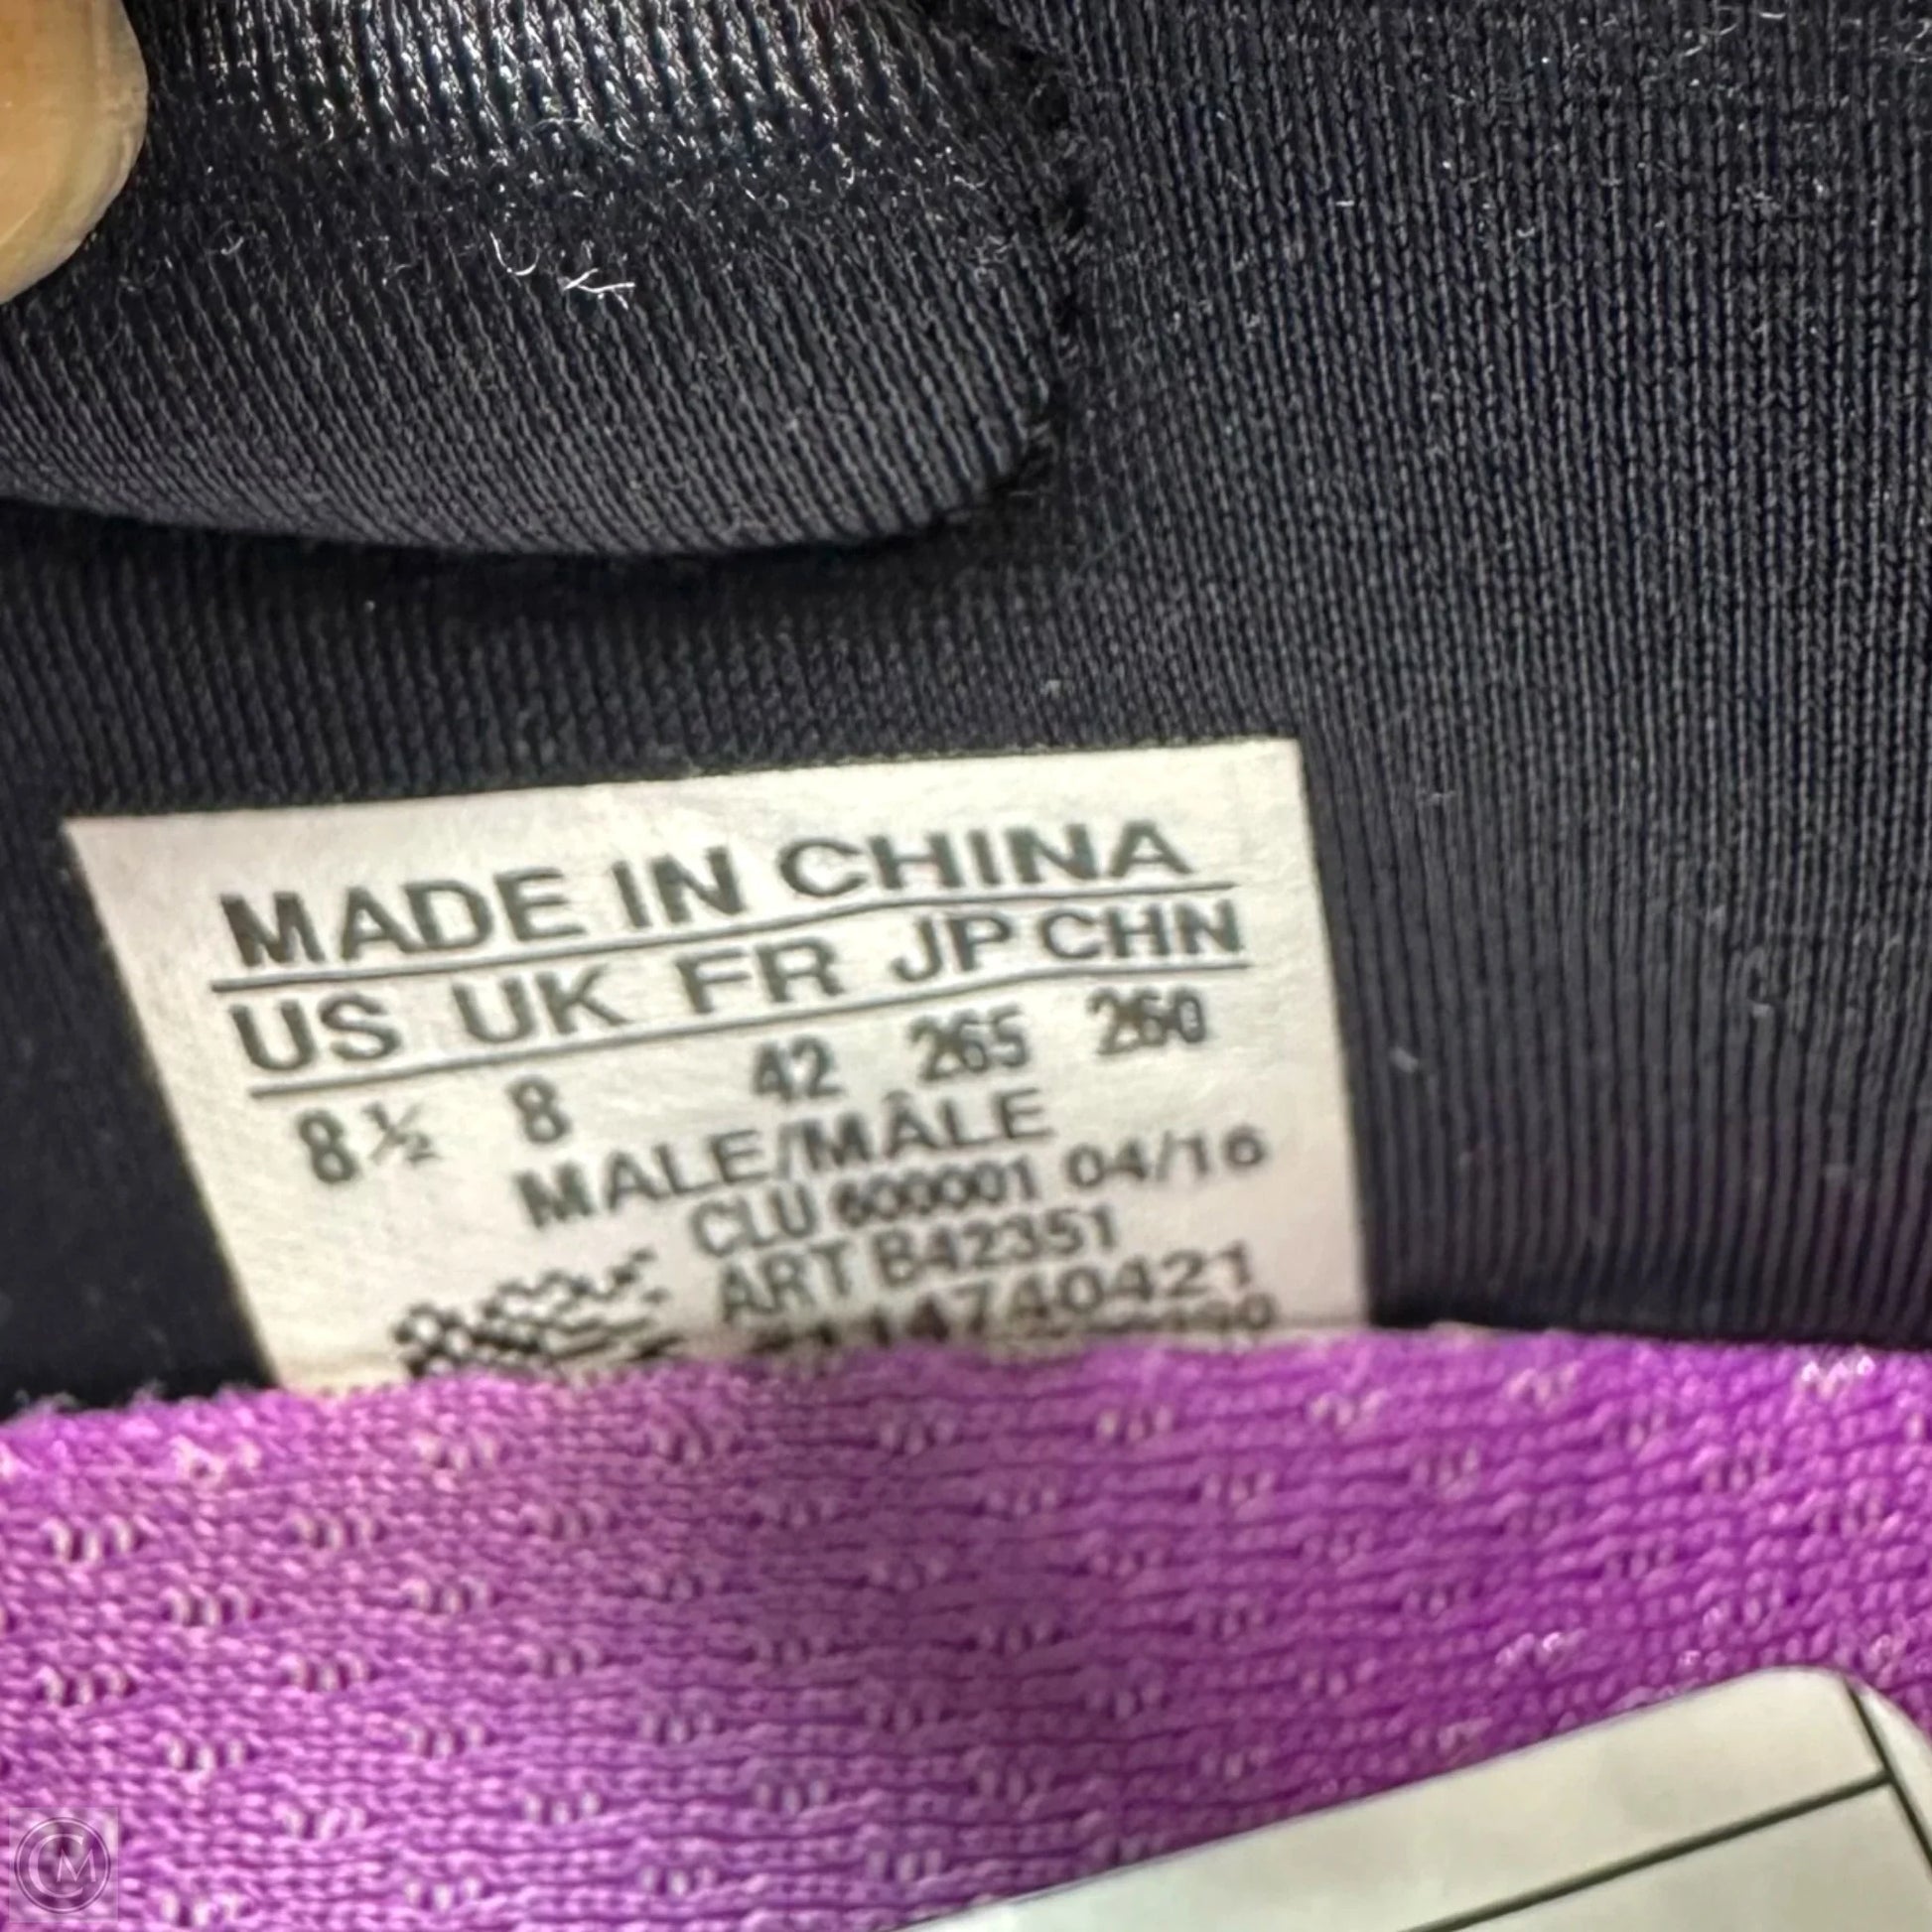 MADE IN CHINA
US UK FR JP CHN
8½ 8 42 265 260
MALE/MÂLE
CLU 600001 04/16
ART B42351
CM